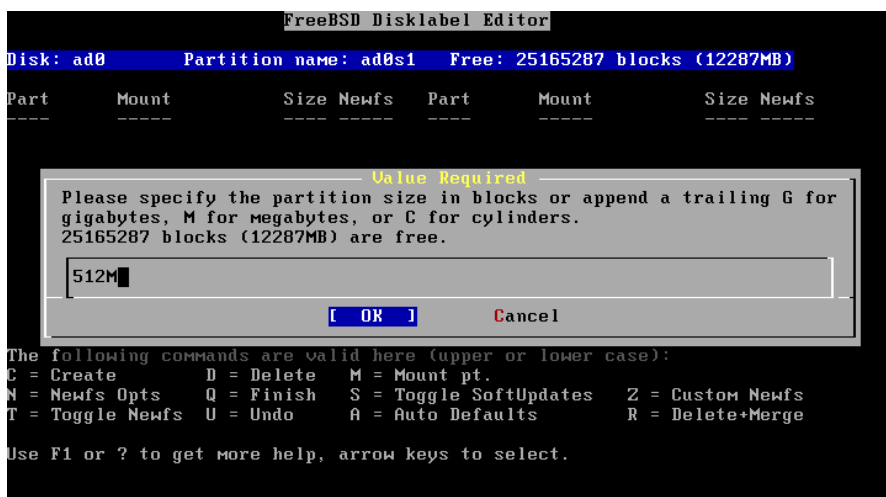 FreeBSD Disklabel Editor
Disk: ad0 Partition name: ad0s1 Free: 25165287 blocks (12287MB)
Part Mount Size Newfs Part Mount Size Newfs
---- ----- ---- ----- ---- ----- ---- -----
Value Required
Please specify the partition size in blocks or append a trailing G for
gigabytes, M for megabytes, or C for cylinders.
25165287 blocks (12287MB) are free.
512M
[ OK ] Cancel
The following commands are valid here (upper or lower case):
C = Create D = Delete M = Mount pt.
N = Newfs Opts Q = Finish S = Toggle SoftUpdates Z = Custom Newfs
T = Toggle Newfs U = Undo A = Auto Defaults R = Delete+Merge
Use F1 or ? to get more help, arrow keys to select.